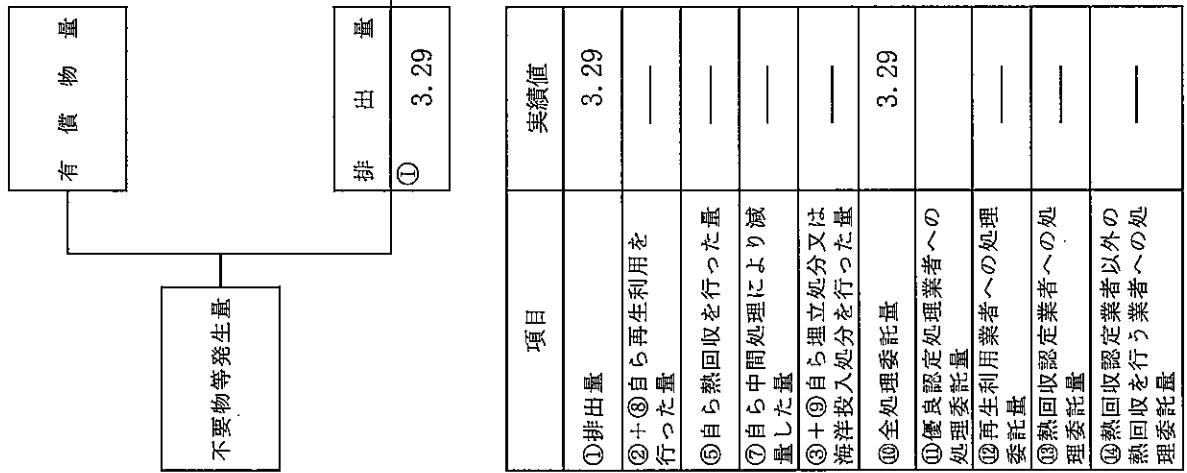 不要物等発生量
有償物量
排出量
① 3.29
項目 実績値
①排出量 3.29
②+⑧自ら再生利用を
行った量 —
⑤自ら熱回収を行った量 —
⑦自ら中間処理により減
量した量 —
③+⑨自ら埋立処分又は
海洋投入処分を行った量 —
⑩全処理委託量 3.29
⑪優良認定処理業者への
処理委託量
⑫再生利用業者への処理
委託量 —
⑬熱回収認定業者への処
理委託量 —
⑭熱回収認定業者以外の
熱回収を行う業者への処
理委託量 —